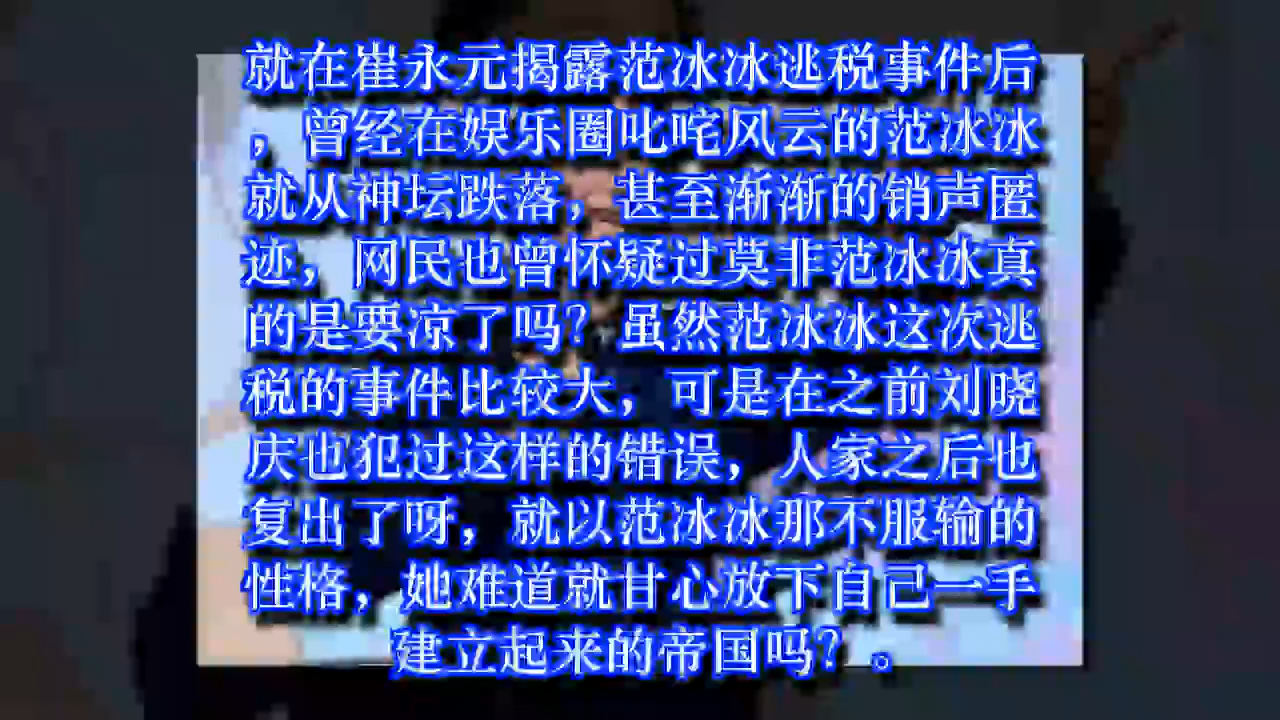 就在崔永元揭露范冰冰逃税事件后
，曾经在娱乐圈叱咤风云的范冰冰
就从神坛跌落，甚至渐渐的销声匿
迹，网民也曾怀疑过莫非范冰冰真
的是要凉了吗？虽然范冰冰这次逃
税的事件比较大，可是在之前刘晓
庆也犯过这样的错误，人家之后也
复出了呀，就以范冰冰那不服输的
性格，她难道就甘心放下自己一手
建立起来的帝国吗？。